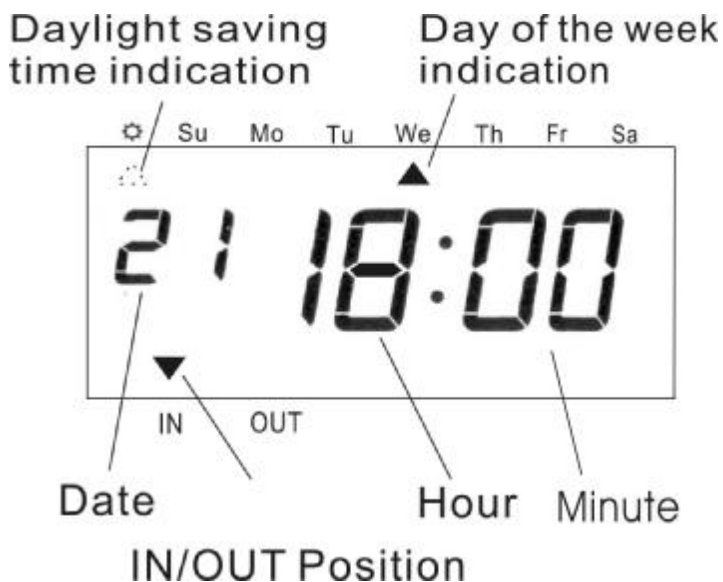 Daylight saving
time indication
Day of the week
indication
☼ Su Mo Tu We Th Fr Sa
21 18:00
IN OUT
Date
Hour Minute
IN/OUT Position